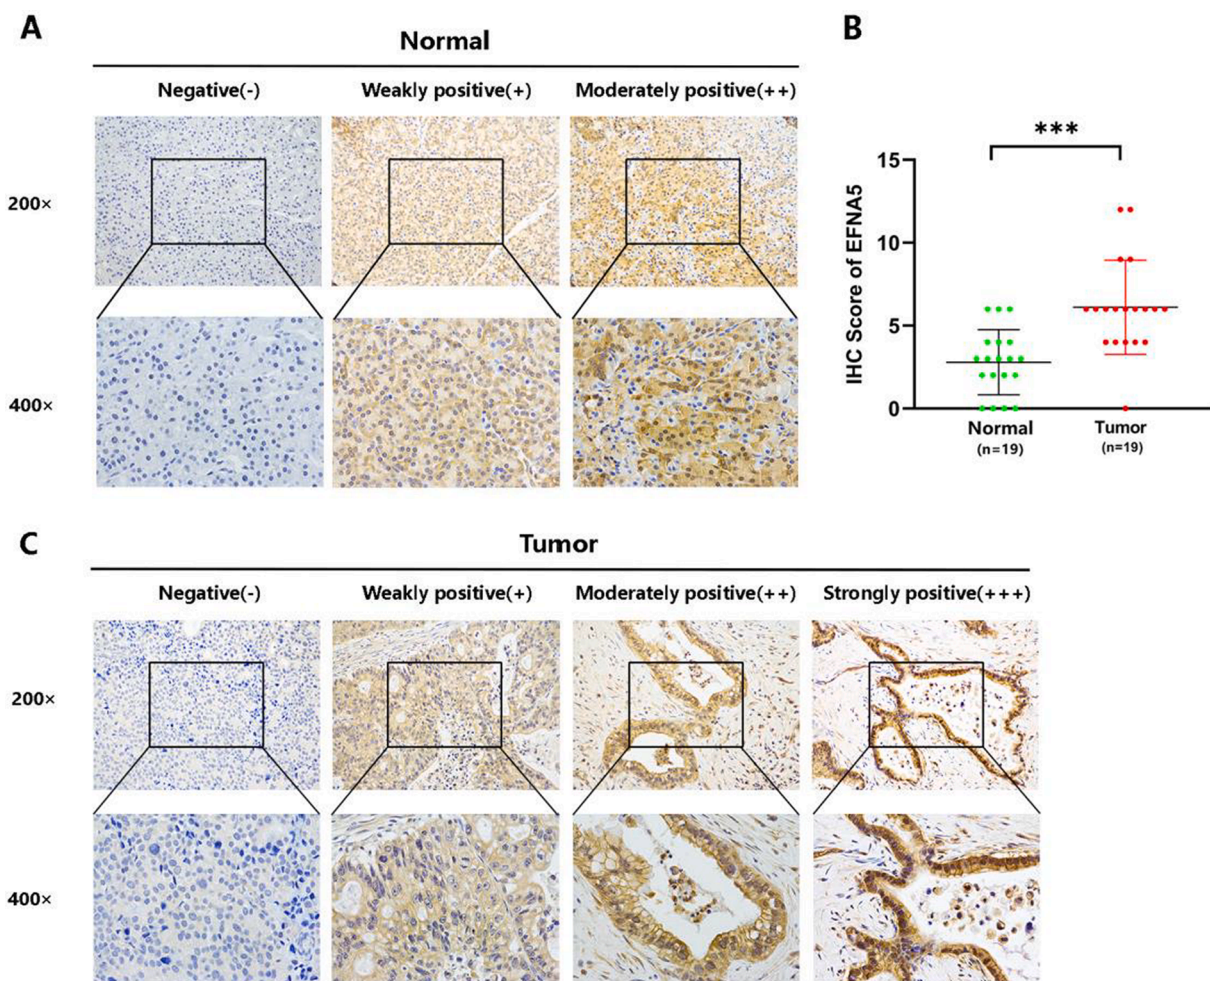 A
Normal
Negative(-)
Weakly positive(+)
Moderately positive(++)
200×
400×
B
***
IHC Score of EFNA5
15
10
5
0
Normal
(n=19)
Tumor
(n=19)
C
Tumor
Negative(-)
Weakly positive(+)
Moderately positive(++)
Strongly positive(+++)
200×
400×